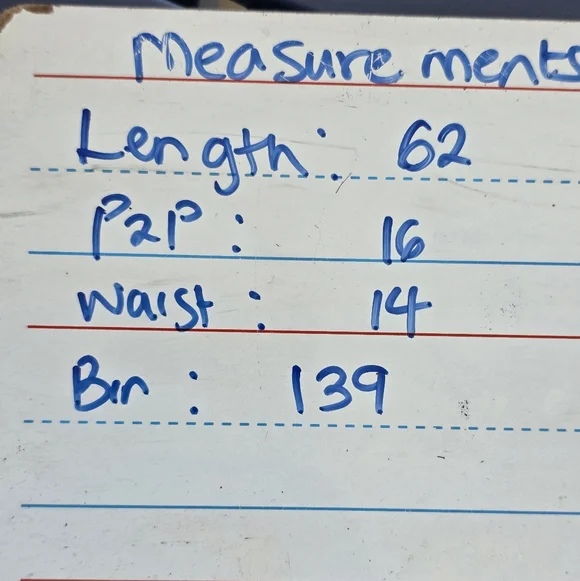 Measurements
Length: 62
P2P: 16
Waist: 14
Bin: 139